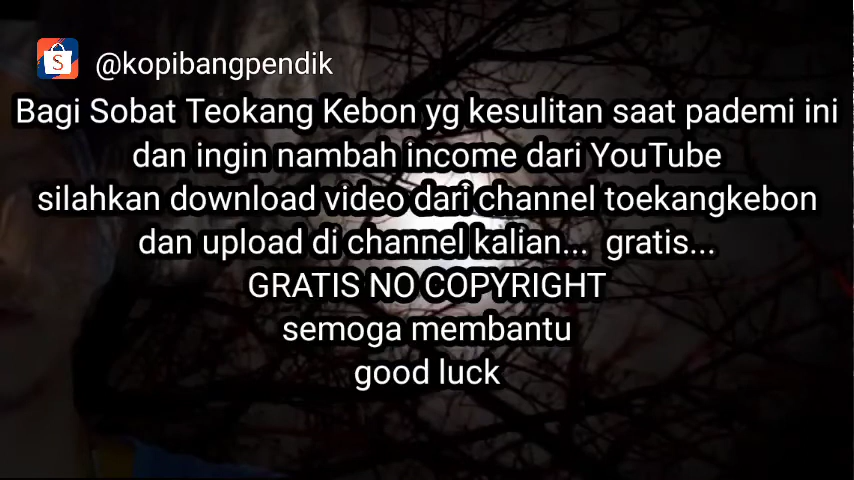 @kopibangpendik
Bagi Sobat Teokang Kebon yg kesulitan saat pademi ini
dan ingin nambah income dari YouTube
silahkan download video dari channel toekangkebon
dan upload di channel kalian... gratis...
GRATIS NO COPYRIGHT
semoga membantu
good luck